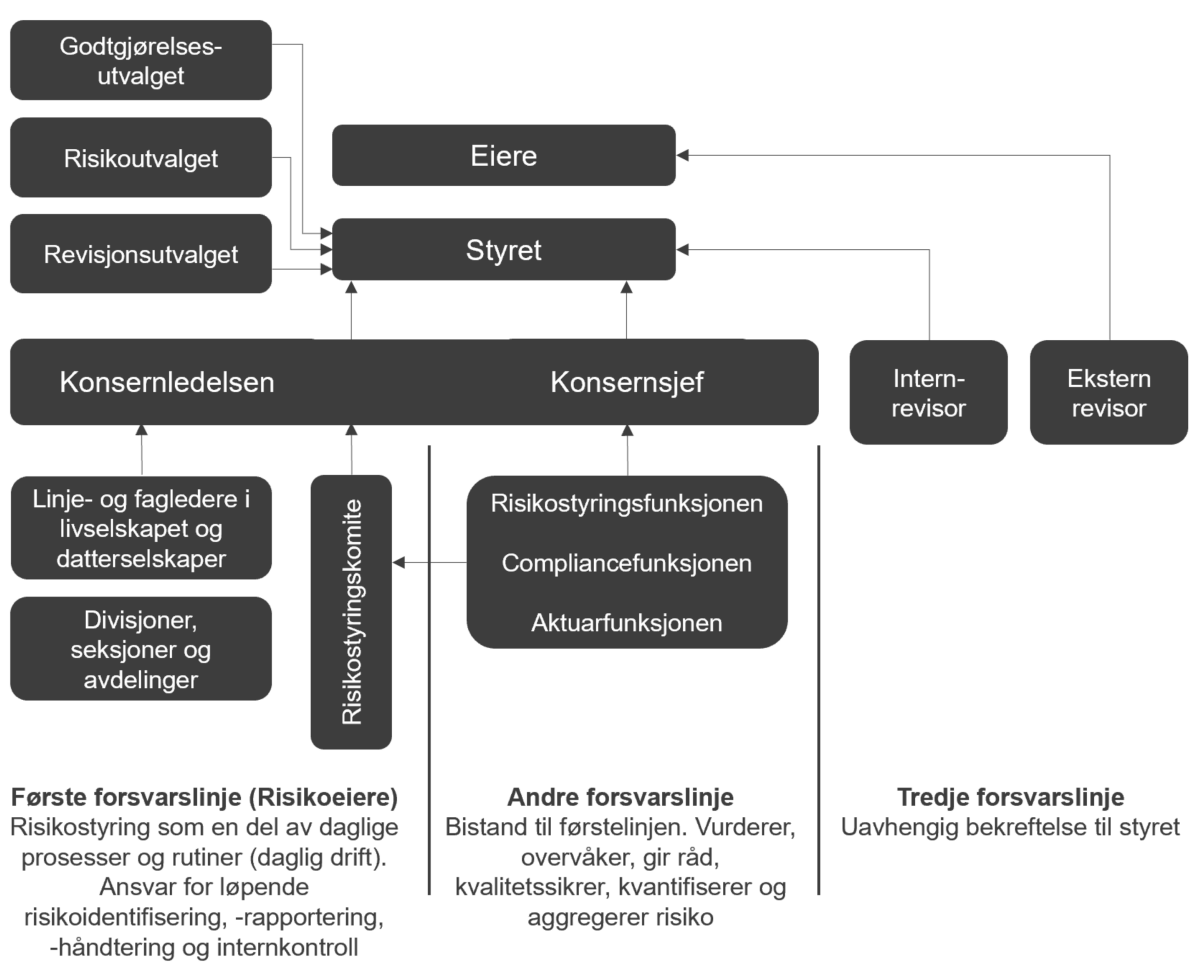 Godtgjørelses-
utvalget
Risikoutvalget
Revisjonsutvalget
Eiere
Styret
Konsernledelsen
Konsernsjef
Intern-
revisor
Ekstern
revisor
Linje- og fagledere i
livselskapet og
datterselskaper
Divisjoner,
seksjoner og
avdelinger
Risikostyringskomite
Risikostyringsfunksjonen
Compliancefunksjonen
Aktuarfunksjonen
Første forsvarslinje (Risikoeiere)
Risikostyring som en del av daglige
prosesser og rutiner (daglig drift).
Ansvar for løpende
risikoidentifisering, -rapportering,
-håndtering og internkontroll
Andre forsvarslinje
Bistand til førstelinjen. Vurderer,
overvåker, gir råd,
kvalitetssikrer, kvantifiserer og
aggregerer risiko
Tredje forsvarslinje
Uavhengig bekreftelse til styret